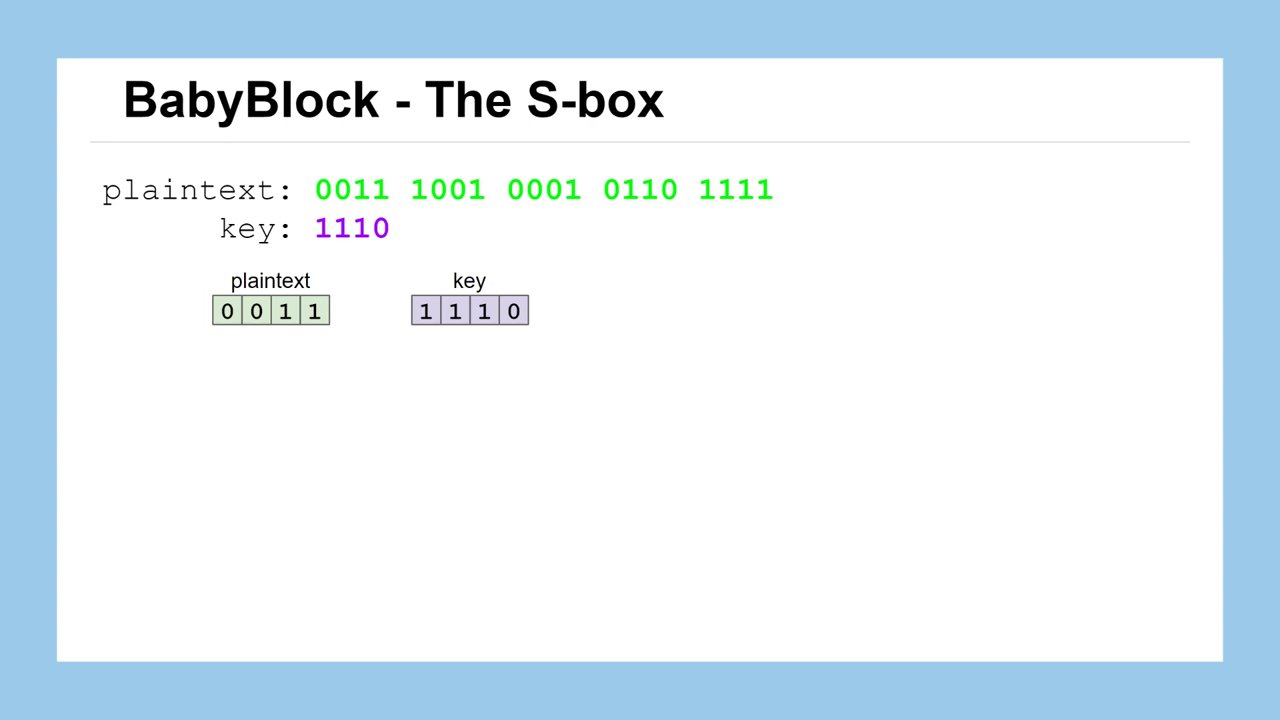 BabyBlock - The S-box
plaintext: 0011 1001 0001 0110 1111
key: 1110
plaintext key
0 0 1 1 1 1 1 0